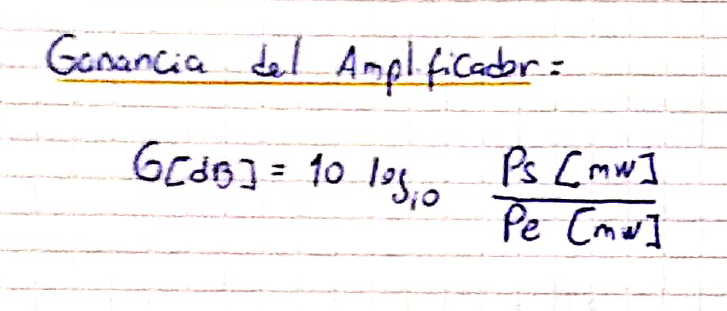 Ganancia del Amplificador =
G[dB] = 10 log₁₀ Ps [mw]
Pe [mw]